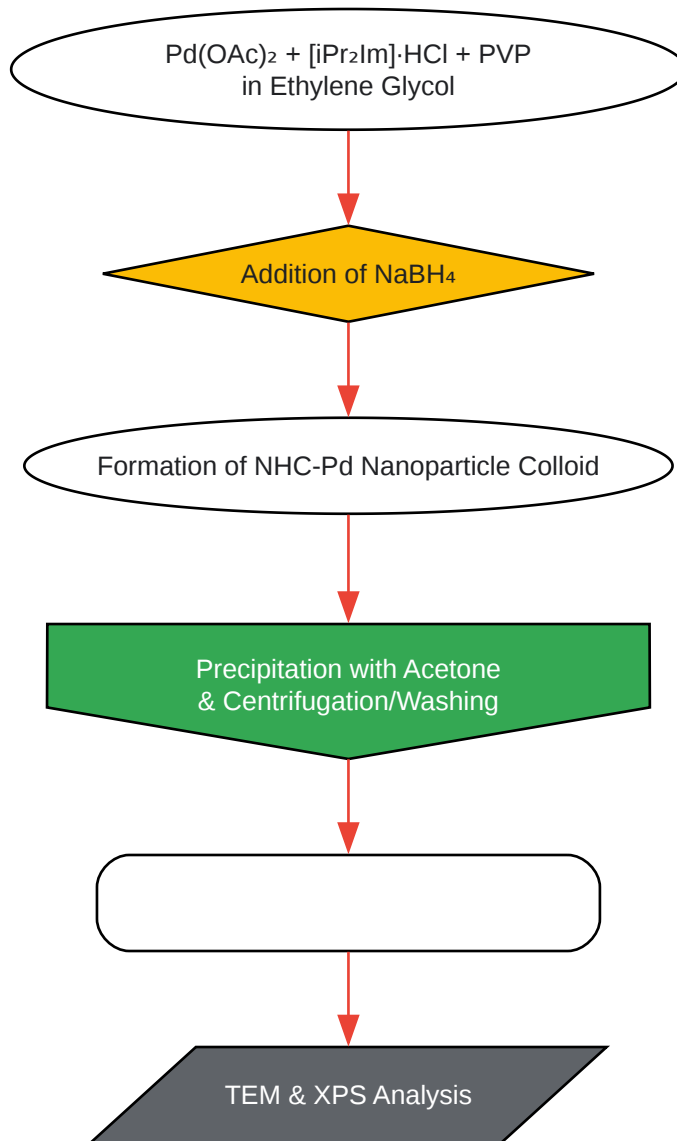 Pd(OAc)₂ + [iPr₂Im]·HCl + PVP
in Ethylene Glycol
Addition of NaBH₄
Formation of NHC-Pd Nanoparticle Colloid
Precipitation with Acetone
& Centrifugation/Washing
TEM & XPS Analysis